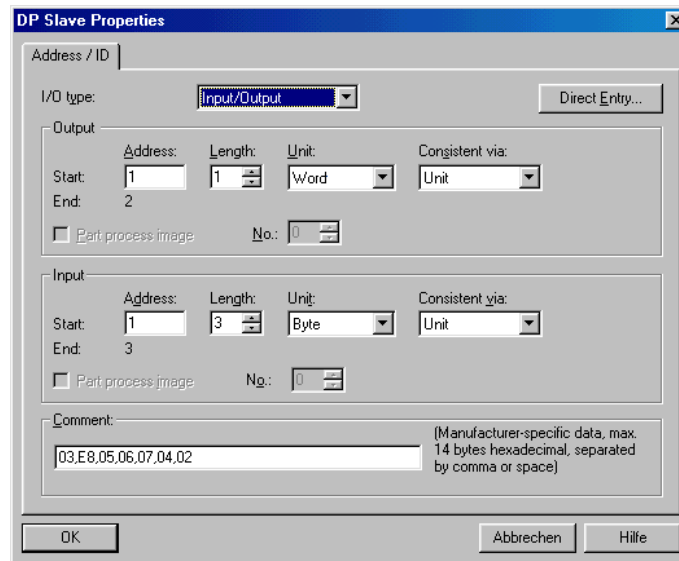 DP Slave Properties
Address / ID
I/O type: Input/Output Direct Entry...
Output
Address: Length: Unit: Consistent via:
Start: 1 1 Word Unit
End: 2
Part process image No.: 0
Input
Address: Length: Unit: Consistent via:
Start: 1 3 Byte Unit
End: 3
Part process image No.: 0
Comment:
03,E8,05,06,07,04,02
(Manufacturer-specific data, max.
14 bytes hexadecimal, separated
by comma or space)
OK Abbrechen Hilfe